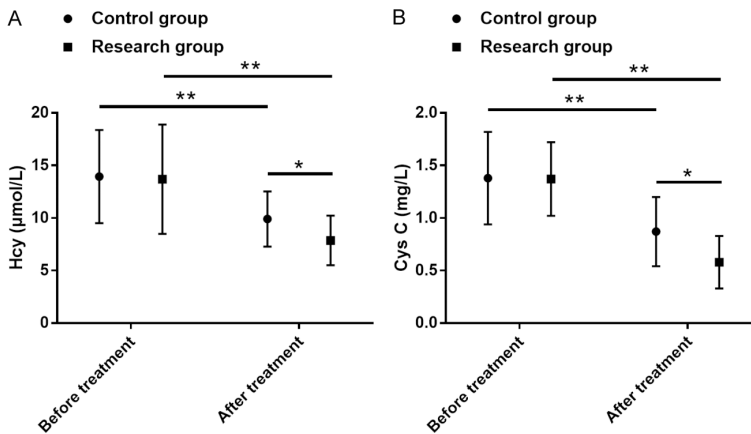 A
Control group
Research group
**
**
*
20
15
10
5
0
Hcy (µmol/L)
Before treatment
After treatment
B
Control group
Research group
**
**
*
2.0
1.5
1.0
0.5
0.0
Cys C (mg/L)
Before treatment
After treatment